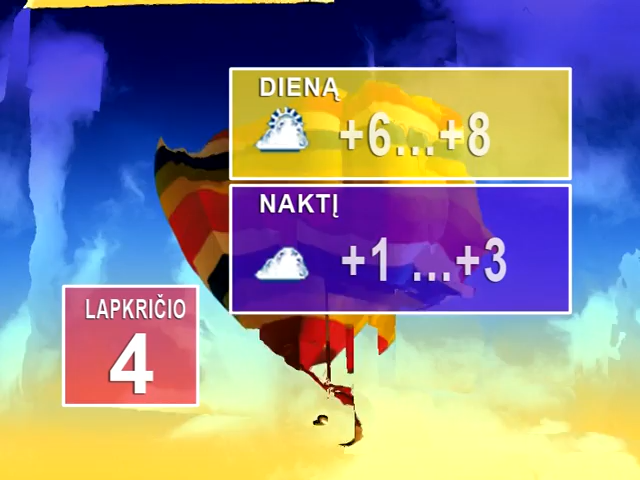 DIENĄ
+6...+8
NAKTĮ
+1 ...+3
LAPKRIČIO
4